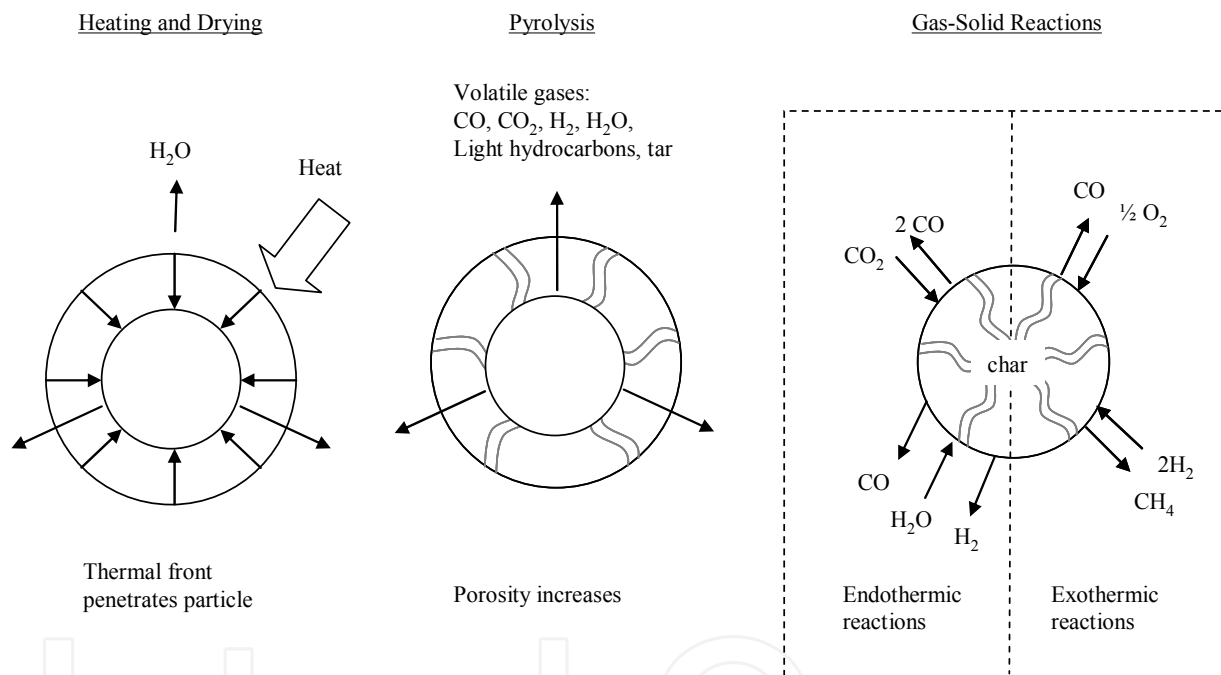 Heating and Drying
H₂O
Heat
Thermal front
penetrates particle
Pyrolysis
Volatile gases:
CO, CO₂, H₂, H₂O,
Light hydrocarbons, tar
Porosity increases
Gas-Solid Reactions
CO₂
2 CO
CO
½ O₂
char
CO
H₂O
H₂
2H₂
CH₄
Endothermic
reactions
Exothermic
reactions